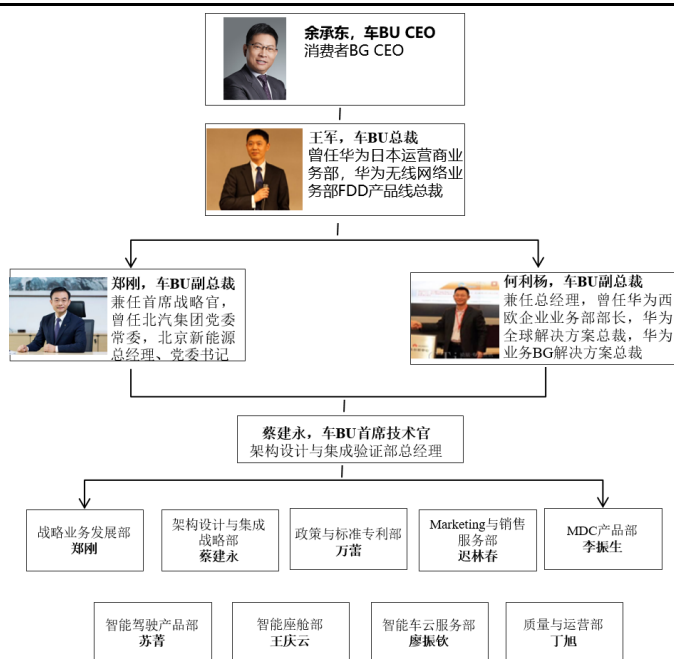 余承东，车BU CEO
消费者BG CEO
王军，车BU总裁
曾任华为日本运营商业
务部，华为无线网络业
务部FDD产品线总裁
郑刚，车BU副总裁
兼任首席战略官，
曾任北汽集团党委
常委，北京新能源
总经理、党委书记
何利杨，车BU副总裁
兼任总经理，曾任华为西
欧企业业务部部长，华为
全球解决方案总裁，华为
业务BG解决方案总裁
蔡建永，车BU首席技术官
架构设计与集成验证部总经理
战略业务发展部
郑刚
架构设计与集成
战略部
蔡建永
政策与标准专利部
万蕾
Marketing与销售
服务部
迟林春
MDC产品部
李振生
智能驾驶产品部
苏菁
智能座舱部
王庆云
智能车云服务部
廖振钦
质量与运营部
丁旭